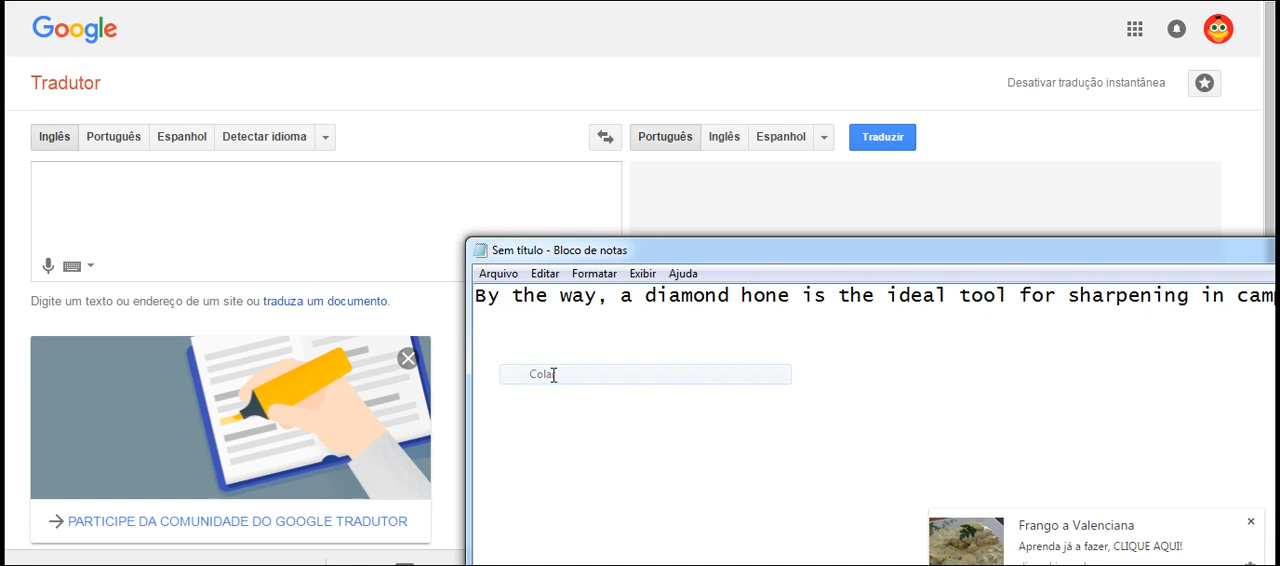 Google
Tradutor
Desativar tradução instantânea
Inglês Português Espanhol Detectar idioma
Português Inglês Espanhol
Traduzir
Digite um texto ou endereço de um site ou traduza um documento.
PARTICIPE DA COMUNIDADE DO GOOGLE TRADUTOR
Sem título - Bloco de notas
Arquivo Editar Formatar Exibir Ajuda
By the way, a diamond hone is the ideal tool for sharpening in
Frango a Valenciana
Aprenda já a fazer, CLIQUE AQUI!